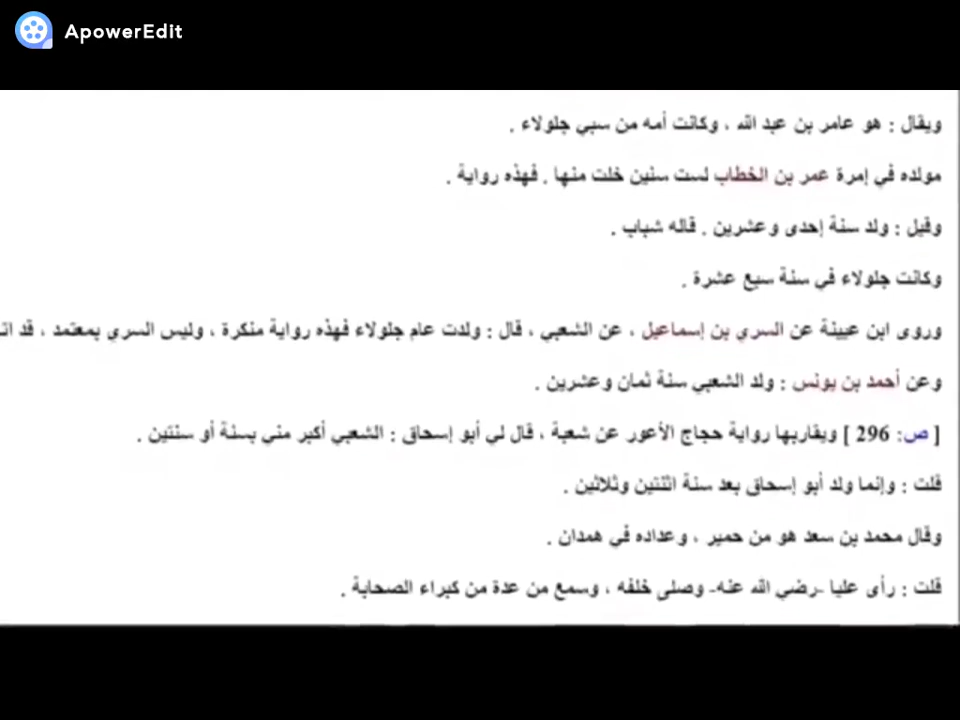 ApowerEdit
ويقال : هو عامر بن عبد الله ، وكانت أمه من سبي جلولاء .
مولده في إمرة عمر بن الخطاب لست سنين خلت منها . فهذه رواية .
وقيل : ولد سنة إحدى وعشرين . قاله شباب .
وكانت جلولاء في سنة سبع عشرة .
وروى ابن عيينة عن السري بن إسماعيل ، عن الشعبي ، قال : ولدت عام جلولاء فهذه رواية منكرة ، وليس السري بمعتمد ، قد
وعن أحمد بن يونس : ولد الشعبي سنة ثمان وعشرين .
[ ص: 296 ] ويقاربها رواية حجاج الأعور عن شعبة ، قال لي أبو إسحاق : الشعبي أكبر مني بسنة أو سنتين .
قلت : وإنما ولد أبو إسحاق بعد سنة اثنتين وثلاثين .
وقال محمد بن سعد هو من حمير ، وعداده في همدان .
قلت : رأى عليا -رضي الله عنه- وصلى خلفه ، وسمع من عدة من كبراء الصحابة .